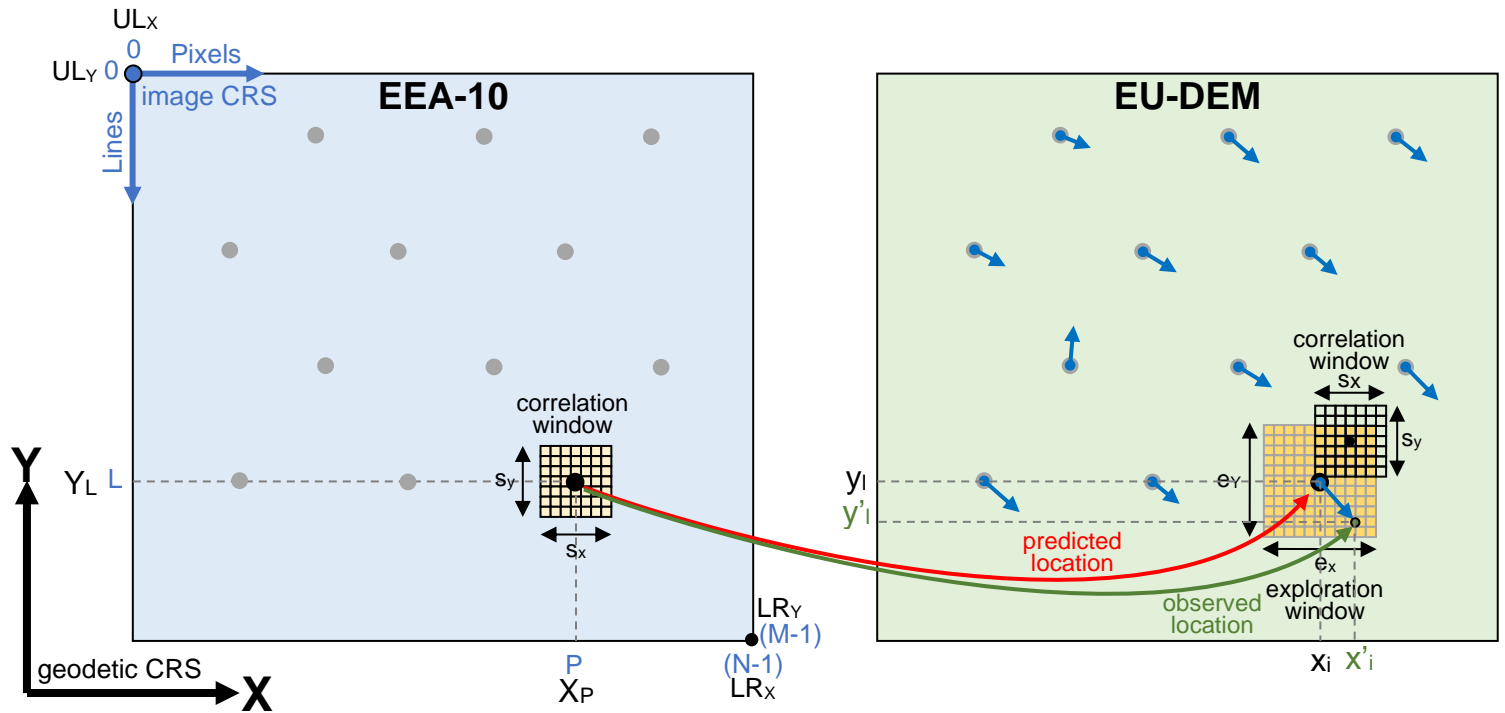 ULX
0
ULY 0
Pixels
image CRS
Lines
EEA-10
EU-DEM
correlation
window
sy
sx
YL L
Y
geodetic CRS
X
P
XP
LRY
(M-1)
(N-1)
LRX
correlation
window
sx
sy
eY
yl
y'l
predicted
location
ex
exploration
window
observed
location
xi x'i